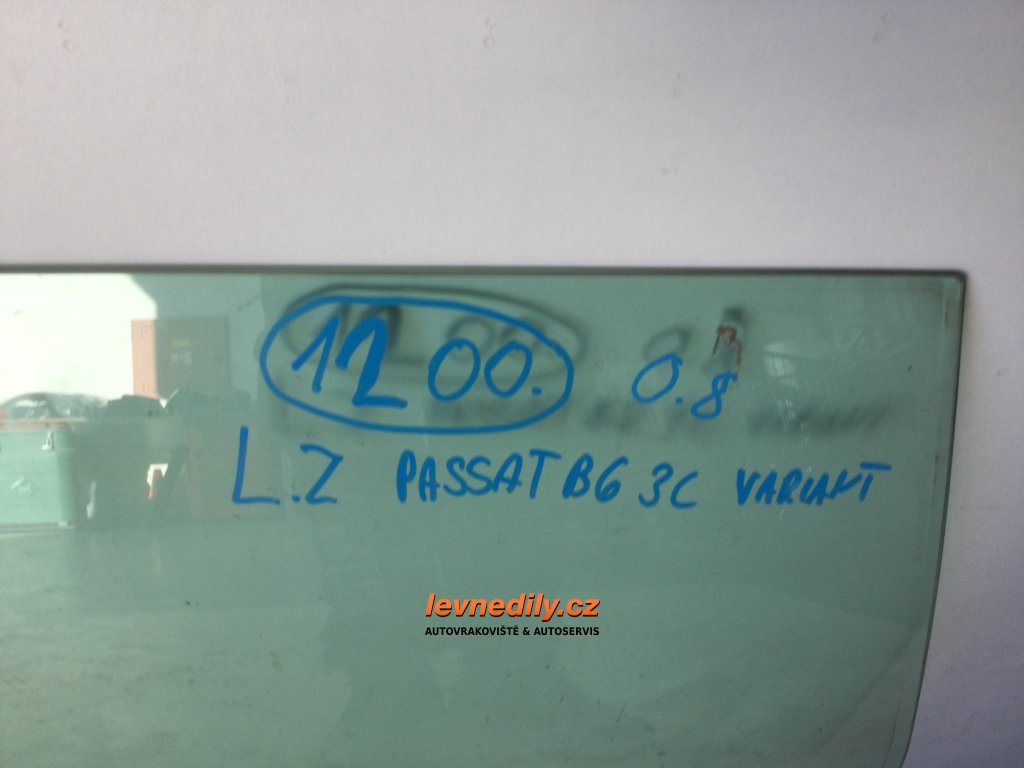 1200. 0.8
L.Z PASSAT B6 3C VARIANT
levnedily.cz
AUTOVRAKOVIŠTĚ & AUTOSERVIS